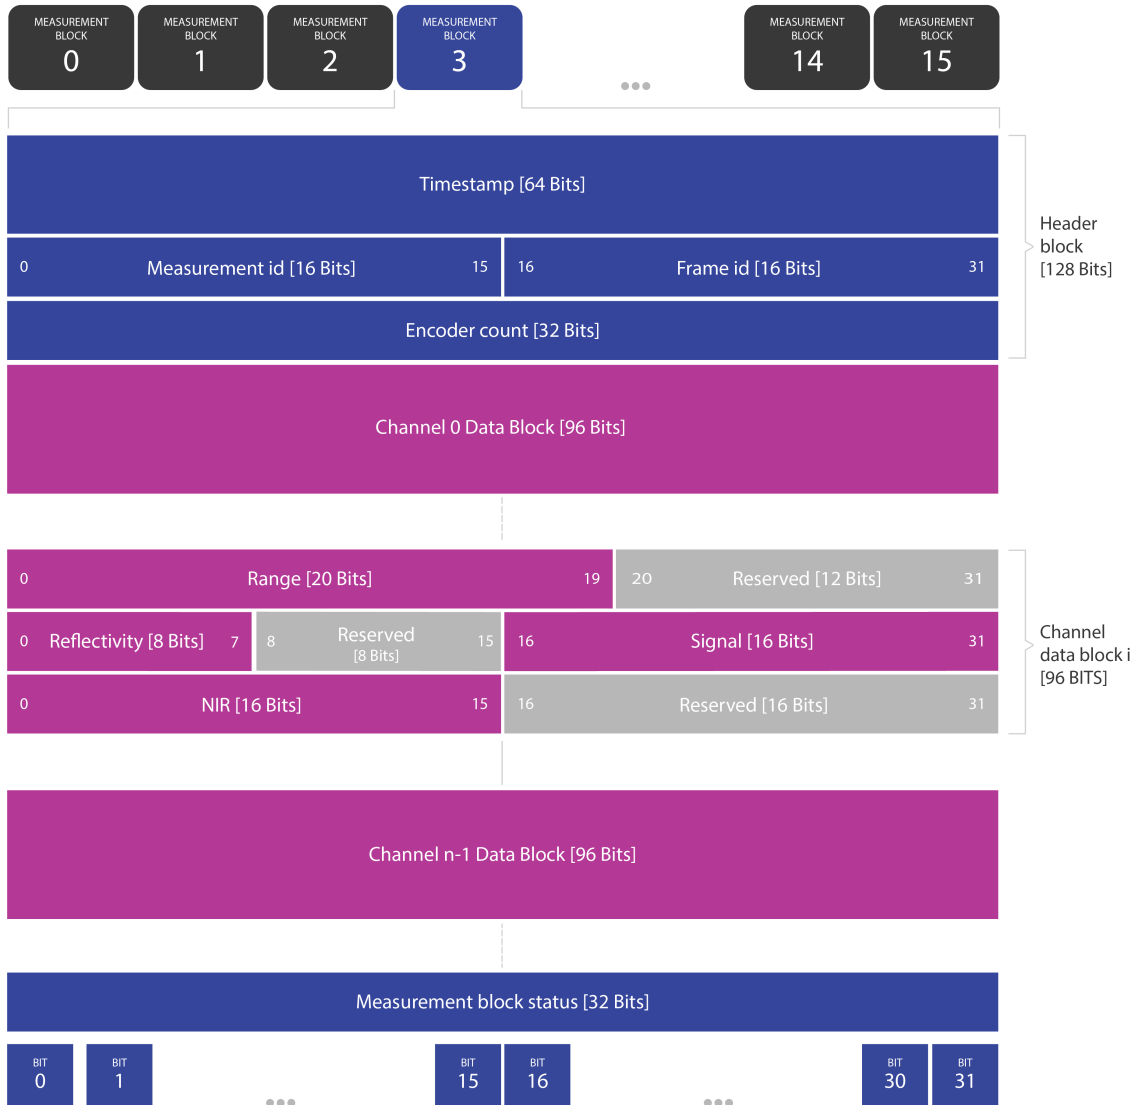 MEASUREMENT
BLOCK
0
MEASUREMENT
BLOCK
1
MEASUREMENT
BLOCK
2
MEASUREMENT
BLOCK
3
MEASUREMENT
BLOCK
14
MEASUREMENT
BLOCK
15
Timestamp [64 Bits]
0 Measurement id [16 Bits] 15
16 Frame id [16 Bits] 31
Encoder count [32 Bits]
Header
block
[128 Bits]
Channel 0 Data Block [96 Bits]
0 Range [20 Bits] 19
20 Reserved [12 Bits] 31
0 Reflectivity [8 Bits] 7
8 Reserved 15
[8 Bits]
16 Signal [16 Bits] 31
0 NIR [16 Bits] 15
16 Reserved [16 Bits] 31
Channel
data block i
[96 BITS]
Channel n-1 Data Block [96 Bits]
Measurement block status [32 Bits]
BIT
0
BIT
1
BIT
15
BIT
16
BIT
30
BIT
31